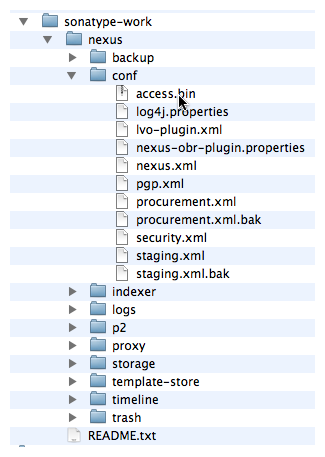 sonatype-work
nexus
backup
conf
access.bin
log4j.properties
lvo-plugin.xml
nexus-obr-plugin.properties
nexus.xml
pgp.xml
procurement.xml
procurement.xml.bak
security.xml
staging.xml
staging.xml.bak
indexer
logs
p2
proxy
storage
template-store
timeline
trash
README.txt